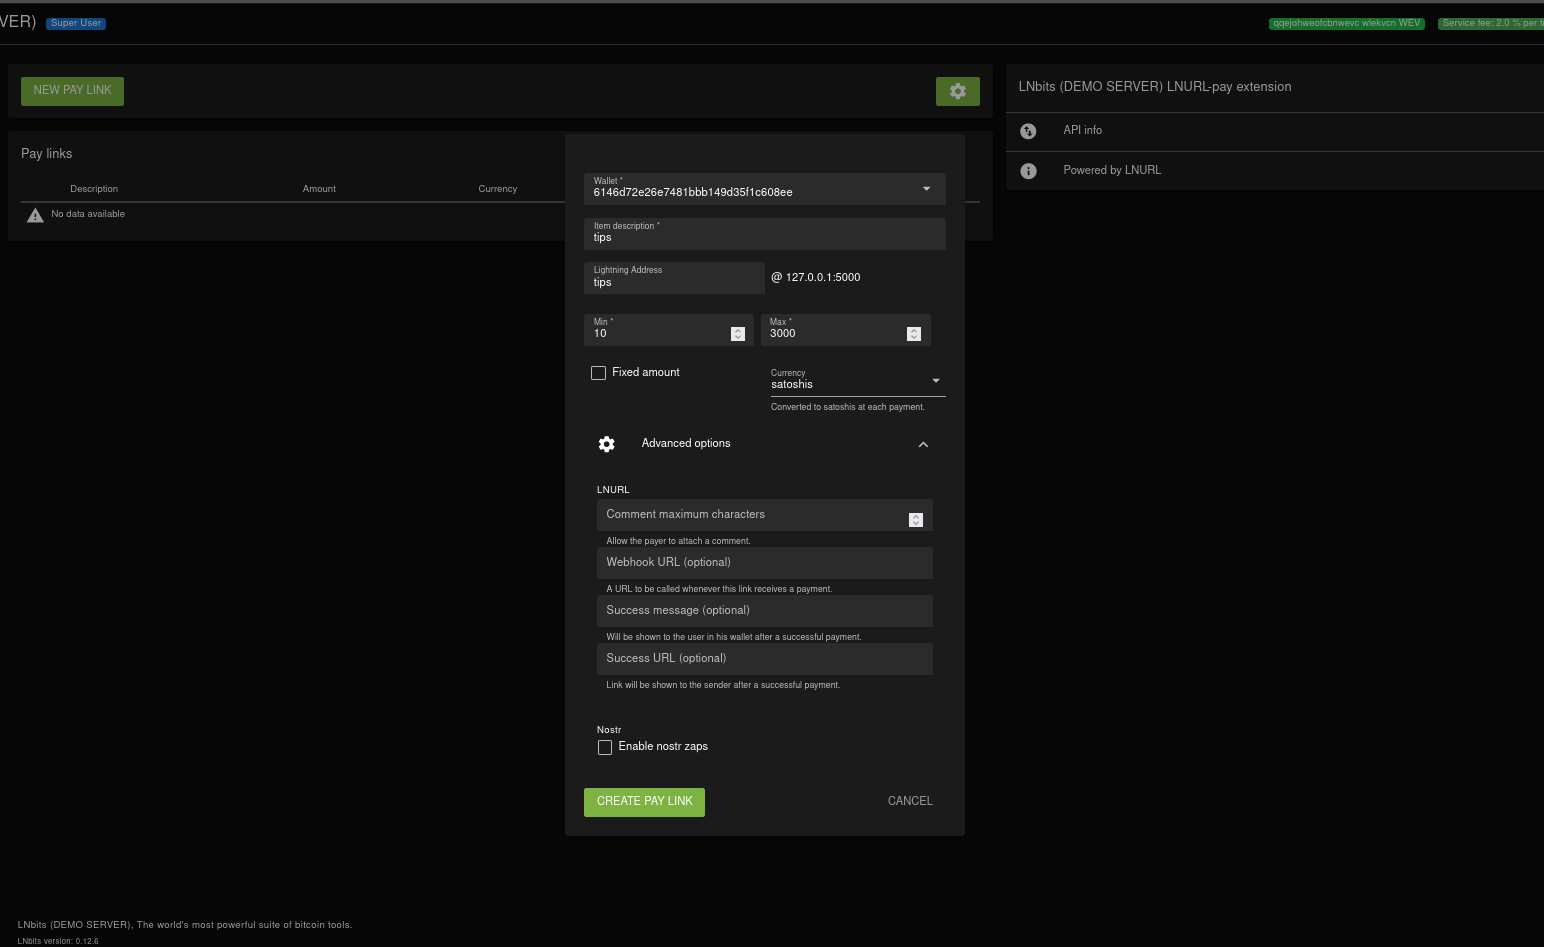 VER) Super User qqejohweofcbnwevc wlekvcn WEV Service fee: 2.0 % per
NEW PAY LINK
LNbits (DEMO SERVER) LNURL-pay extension
API info
Powered by LNURL
Pay links
Description Amount Currency
No data available
Wallet *
6146d72e26e7481bbb149d35f1c608ee
Item description *
tips
Lightning Address
tips
@ 127.0.0.1:5000
Min *
10
Max *
3000
Fixed amount
Currency
satoshis
Converted to satoshis at each payment.
Advanced options
LNURL
Comment maximum characters
Allow the payer to attach a comment.
Webhook URL (optional)
A URL to be called whenever this link receives a payment.
Success message (optional)
Will be shown to the user in his wallet after a successful payment.
Success URL (optional)
Link will be shown to the sender after a successful payment.
Nostr
Enable nostr zaps
CREATE PAY LINK CANCEL
LNbits (DEMO SERVER), The world's most powerful suite of bitcoin tools.
LNbits version: 0.12.6